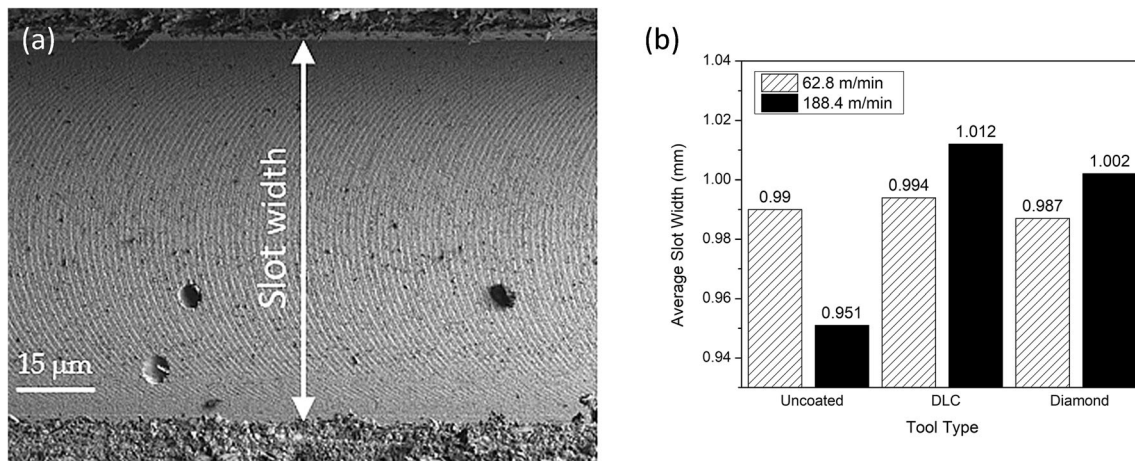 (a)
Slot width
15 µm
(b)
62.8 m/min
188.4 m/min
Average Slot Width (mm)
1.04
1.02
1.00
0.98
0.96
0.94
0.99
0.951
0.994
1.012
0.987
1.002
Uncoated
DLC
Diamond
Tool Type